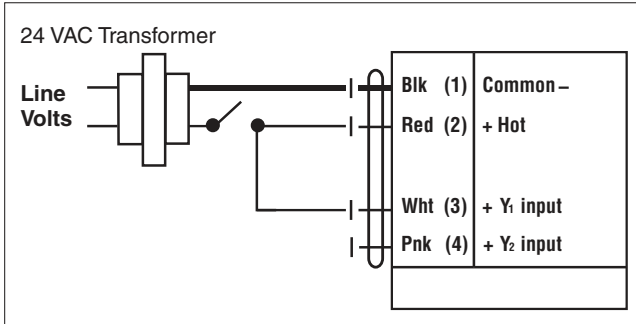 24 VAC Transformer
Line
Volts
Blk (1) Common –
Red (2) + Hot
Wht (3) + Y₁ input
Pnk (4) + Y₂ input